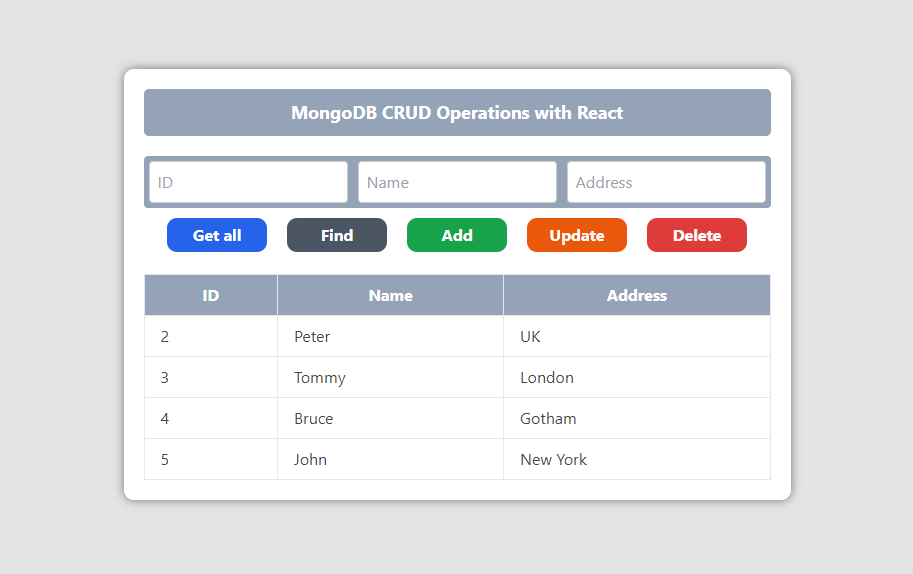 MongoDB CRUD Operations with React
ID Name Address
Get all Find Add Update Delete
ID Name Address
2 Peter UK
3 Tommy London
4 Bruce Gotham
5 John New York